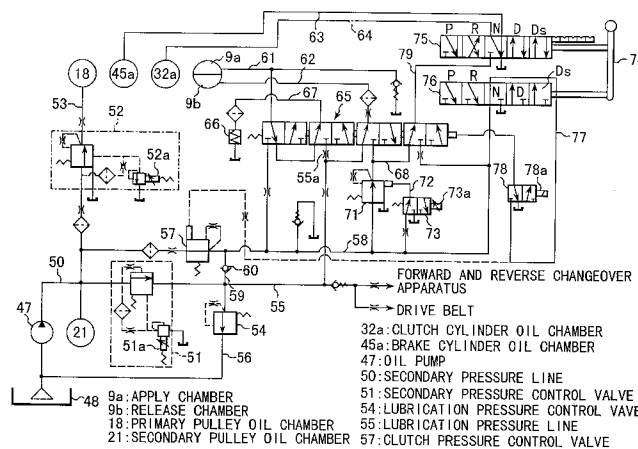 63
64
P R N D Ds
75
79
7
P R N D Ds
76
77
18
45a
32a
9a
61
62
9b
67
65
53
52
66
52a
55a
68
72
78
78a
71
73a
73
57
58
60
50
59
55
FORWARD AND REVERSE CHANGEOVER
APPARATUS
DRIVE BELT
47
21
51a
51
54
56
48
9a:APPLY CHAMBER
9b:RELEASE CHAMBER
18:PRIMARY PULLEY OIL CHAMBER
21:SECONDARY PULLEY OIL CHAMBER
32a:CLUTCH CYLINDER OIL CHAMBER
45a:BRAKE CYLINDER OIL CHAMBER
47:OIL PUMP
50:SECONDARY PRESSURE LINE
51:SECONDARY PRESSURE CONTROL VALVE
54:LUBRICATION PRESSURE CONTROL VAVE
55:LUBRICATION PRESSURE LINE
57:CLUTCH PRESSURE CONTROL VALVE